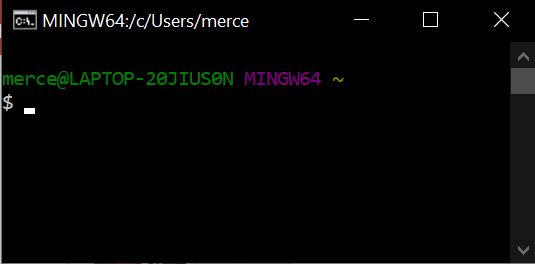 MINGW64:/c/Users/merce
merce@LAPTOP-20JIUS0N MINGW64 ~
$